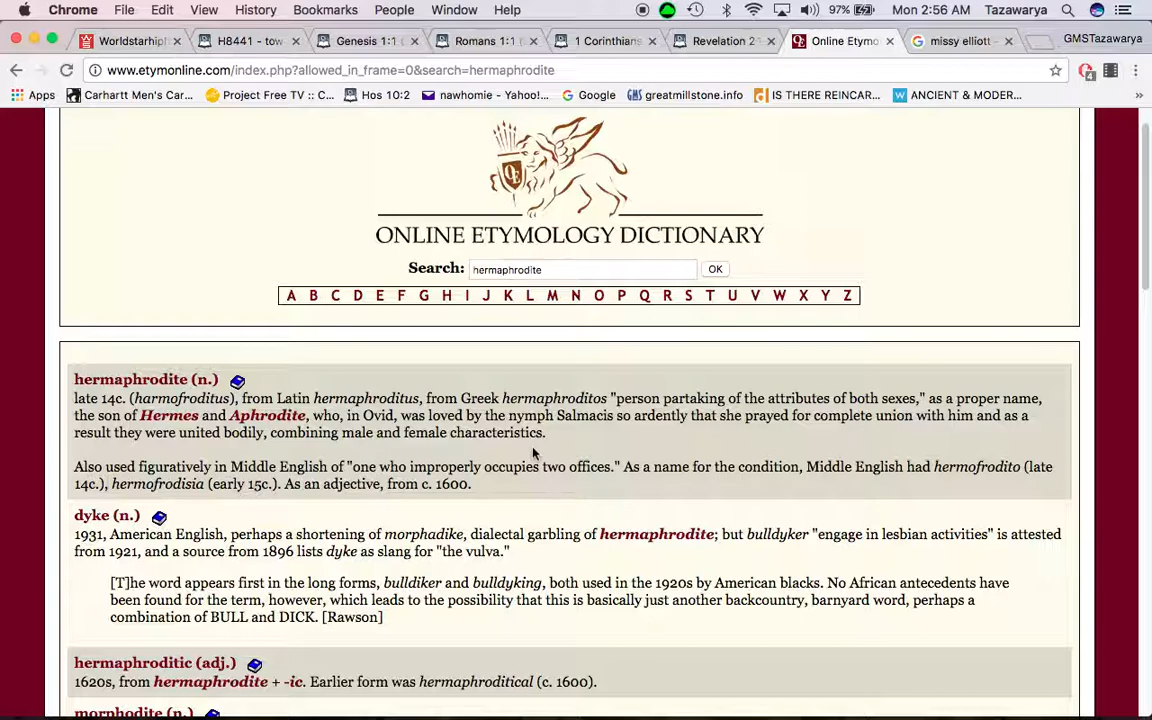 Chrome File Edit View History Bookmarks People Window Help 97% Mon 2:56 AM Tazawarya
Worldstarhip H8441 - tow Genesis 1:1 ( Romans 1:1 ( 1 Corinthians Revelation 2 Online Etymo missy elliott GMSTazawarya
www.etymonline.com/index.php?allowed_in_frame=0&search=hermaphrodite 4
Apps Carhartt Men's Car... Project Free TV :: C... Hos 10:2 nawhomie - Yahoo!... Google GMS greatmillstone.info IS THERE REINCAR... W ANCIENT & MODER... »
OE
ONLINE ETYMOLOGY DICTIONARY
Search: hermaphrodite OK
A B C D E F G H I J K L M N O P Q R S T U V W X Y Z
hermaphrodite (n.)
late 14c. (harmofroditus), from Latin hermaphroditus, from Greek hermaphroditos "person partaking of the attributes of both sexes," as a proper name,
the son of Hermes and Aphrodite, who, in Ovid, was loved by the nymph Salmacis so ardently that she prayed for complete union with him and as a
result they were united bodily, combining male and female characteristics.
Also used figuratively in Middle English of "one who improperly occupies two offices." As a name for the condition, Middle English had hermofrodito (late
14c.), hermofrodisia (early 15c.). As an adjective, from c. 1600.
dyke (n.)
1931, American English, perhaps a shortening of morphadike, dialectal garbling of hermaphrodite; but bulldyker "engage in lesbian activities" is attested
from 1921, and a source from 1896 lists dyke as slang for "the vulva."
[T]he word appears first in the long forms, bulldiker and bulldyking, both used in the 1920s by American blacks. No African antecedents have
been found for the term, however, which leads to the possibility that this is basically just another backcountry, barnyard word, perhaps a
combination of BULL and DICK. [Rawson]
hermaphroditic (adj.)
1620s, from hermaphrodite + -ic. Earlier form was hermaphroditical (c. 1600).
morphodite (n.)